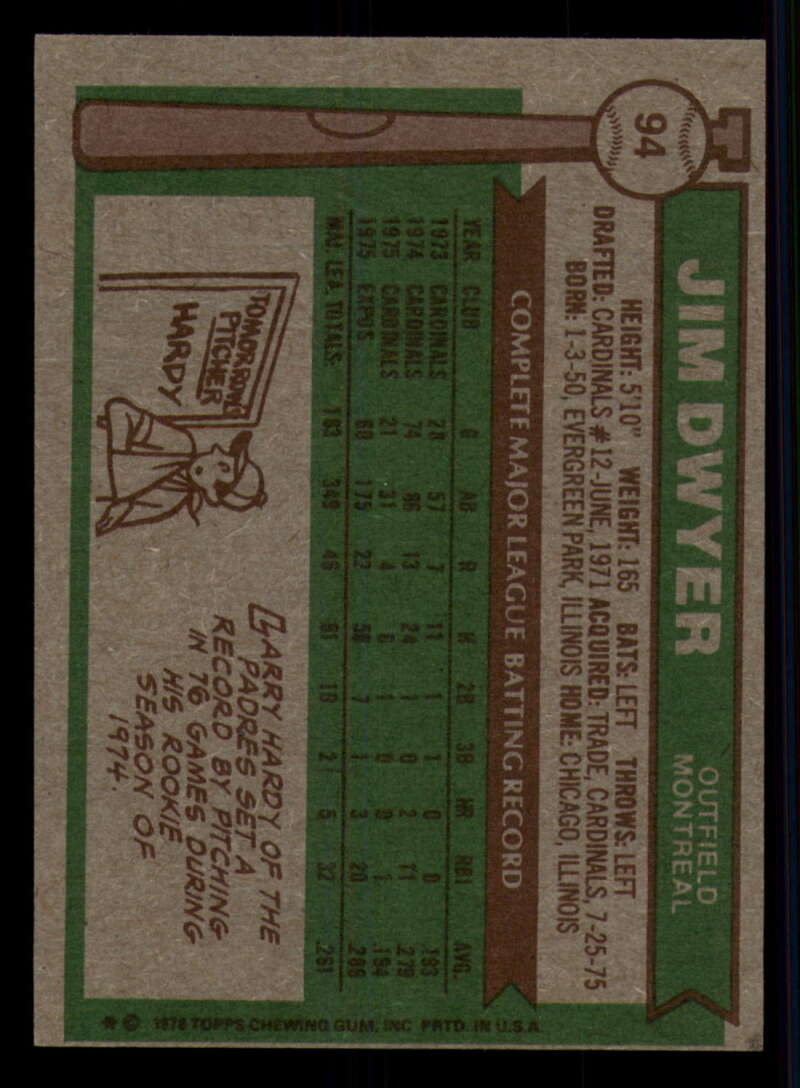 94
JIM DWYER
OUTFIELD
MONTREAL
HEIGHT: 5'10" WEIGHT: 165 BATS: LEFT THROWS: LEFT
DRAFTED: CARDINALS #12-JUNE, 1971 ACQUIRED: TRADE, CARDINALS, 7-25-75
BORN: 1-3-50, EVERGREEN PARK, ILLINOIS HOME: CHICAGO, ILLINOIS
COMPLETE MAJOR LEAGUE BATTING RECORD
YEAR CLUB G AB R H 2B 3B HR RBI AVG.
1973 CARDINALS 28 57 7 11 1 1 0 0 .193
1974 CARDINALS 74 86 13 24 1 0 2 11 .279
1975 CARDINALS 21 31 4 6 1 0 0 1 .194
1975 EXPOS 60 175 22 50 7 1 3 20 .286
MAJ. LEA. TOTALS 183 349 46 91 10 2 5 32 .261
TOMORROW'S
PITCHER
HARDY
LARRY HARDY OF THE
PADRES SET A
RECORD BY PITCHING
IN 76 GAMES DURING
HIS ROOKIE
SEASON OF
1974.
* © 1976 TOPPS CHEWING GUM, INC. PRTD. IN U.S.A.